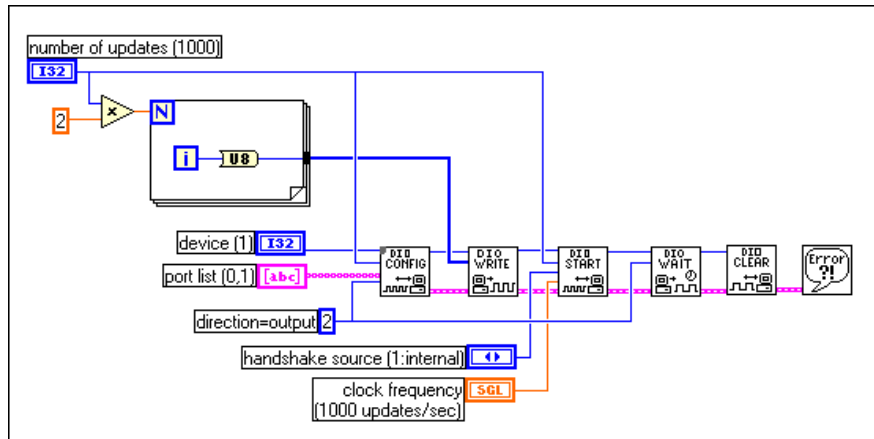 number of updates (1000)
I32
×
2
N
i
U8
device (1)
I32
port list (0,1)
[abc]
direction=output
2
handshake source (1:internal)
clock frequency
(1000 updates/sec)
SGL
DIO
CONFIG
DIO
WRITE
DIO
START
DIO
WAIT
DIO
CLEAR
Error
?!